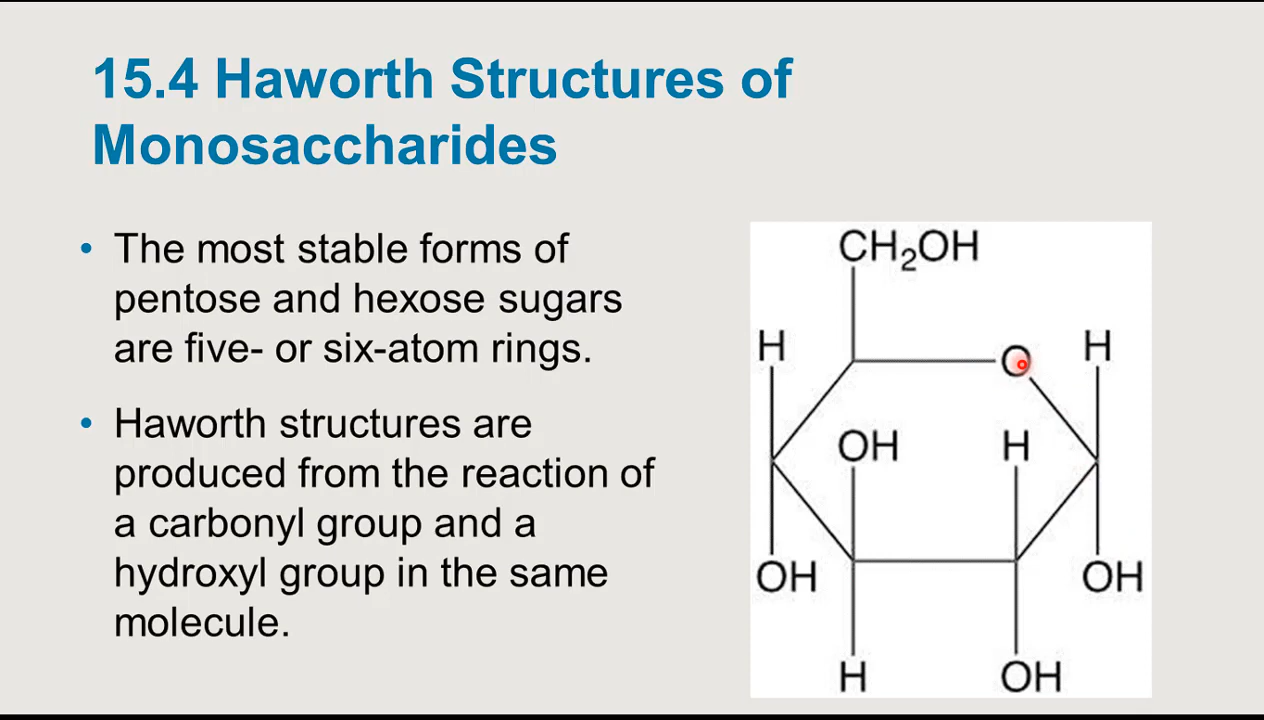 15.4 Haworth Structures of
Monosaccharides
• The most stable forms of
pentose and hexose sugars
are five- or six-atom rings.
• Haworth structures are
produced from the reaction of
a carbonyl group and a
hydroxyl group in the same
molecule.
CH₂OH
H O H
OH H
OH OH
H OH